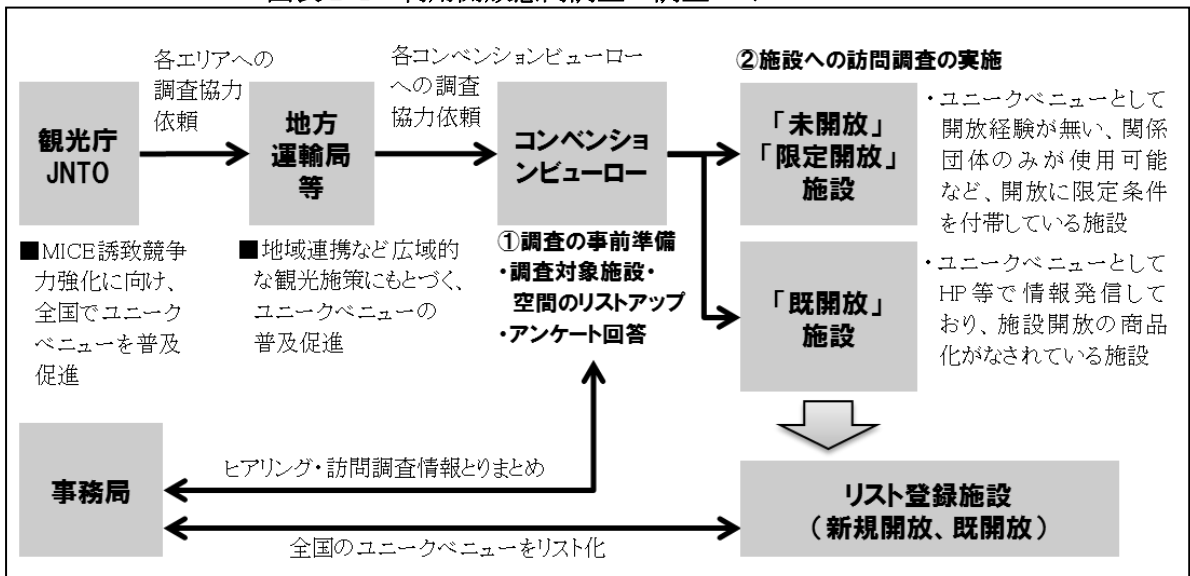 各エリアへの
調査協力
依頼
各コンベンションビューロー
への調査
協力依頼
②施設への訪問調査の実施
観光庁
JNTO
地方
運輸局
等
コンベンショ
ンビューロー
「未開放」
「限定開放」
施設
・ユニークベニューとして
開放経験が無い、関係
団体のみが使用可能
など、開放に限定条件
を付帯している施設
■MICE誘致競争
力強化に向け、
全国でユニーク
ベニューを普及
促進
■地域連携など広域的
な観光施策にもとづく、
ユニークベニューの
普及促進
①調査の事前準備
・調査対象施設・
空間のリストアップ
・アンケート回答
「既開放」
施設
・ユニークベニューとして
HP等で情報発信して
おり、施設開放の商品
化がなされている施設
ヒアリング・訪問調査情報とりまとめ
事務局
リスト登録施設
(新規開放、既開放)
全国のユニークベニューをリスト化